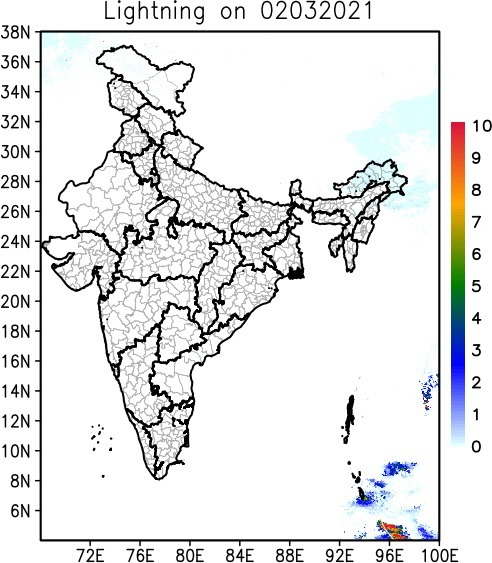 Lightning on 02032021
38N
36N
34N
32N
30N
28N
26N
24N
22N
20N
18N
16N
14N
12N
10N
8N
6N
72E 76E 80E 84E 88E 92E 96E 100E
10
9
8
7
6
5
4
3
2
1
0